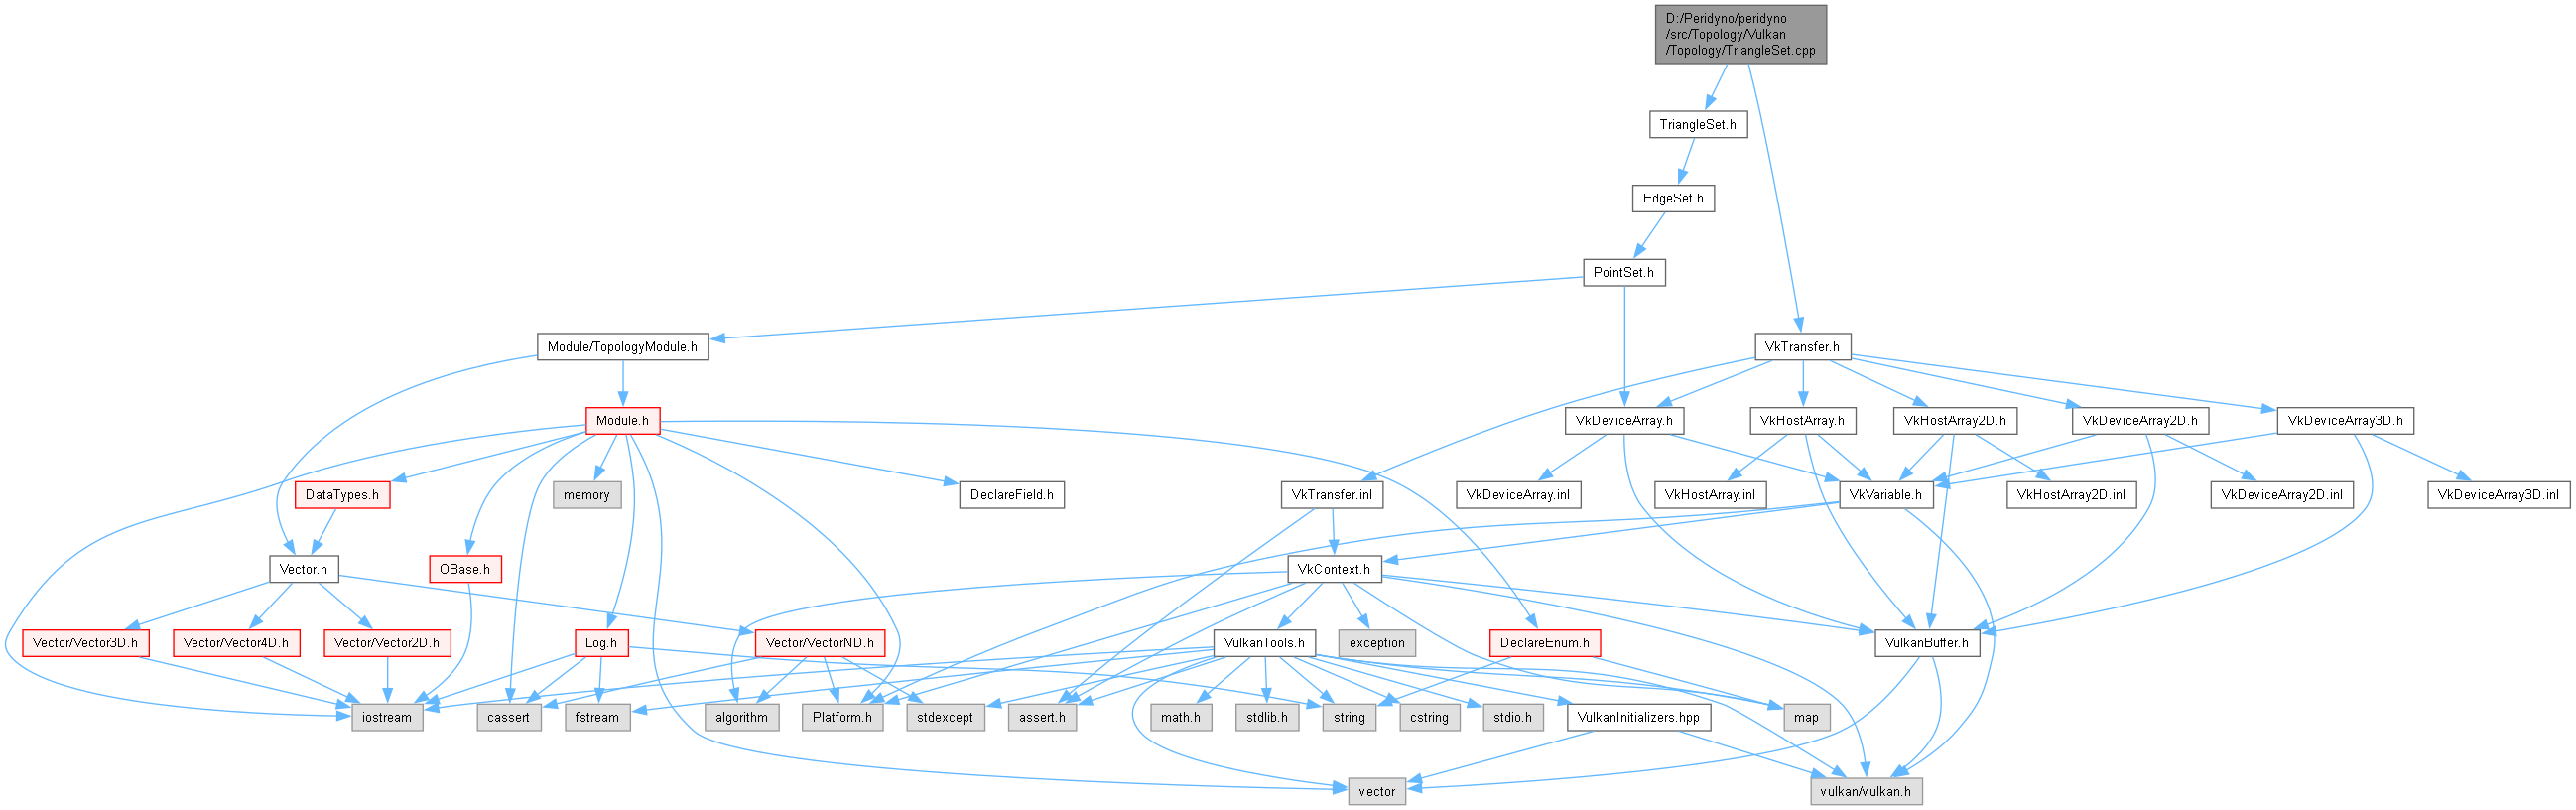 D:/Peridyno/peridyno
/src/Topology/Vulkan
/Topology/TriangleSet.cpp
TriangleSet.h
EdgeSet.h
PointSet.h
Module/TopologyModule.h
VkTransfer.h
Module.h
VkDeviceArray.h
VkHostArray.h
VkHostArray2D.h
VkDeviceArray2D.h
VkDeviceArray3D.h
DataTypes.h
memory
DeclareField.h
VkTransfer.inl
VkDeviceArray.inl
VkHostArray.inl
VkVariable.h
VkHostArray2D.inl
VkDeviceArray2D.inl
VkDeviceArray3D.inl
Vector.h
OBase.h
VkContext.h
Vector/Vector3D.h
Vector/Vector4D.h
Vector/Vector2D.h
Log.h
Vector/VectorND.h
VulkanTools.h
exception
DeclareEnum.h
VulkanBuffer.h
iostream
cassert
fstream
algorithm
Platform.h
stdexcept
assert.h
math.h
stdlib.h
string
cstring
stdio.h
VulkanInitializers.hpp
map
vector
vulkan/vulkan.h